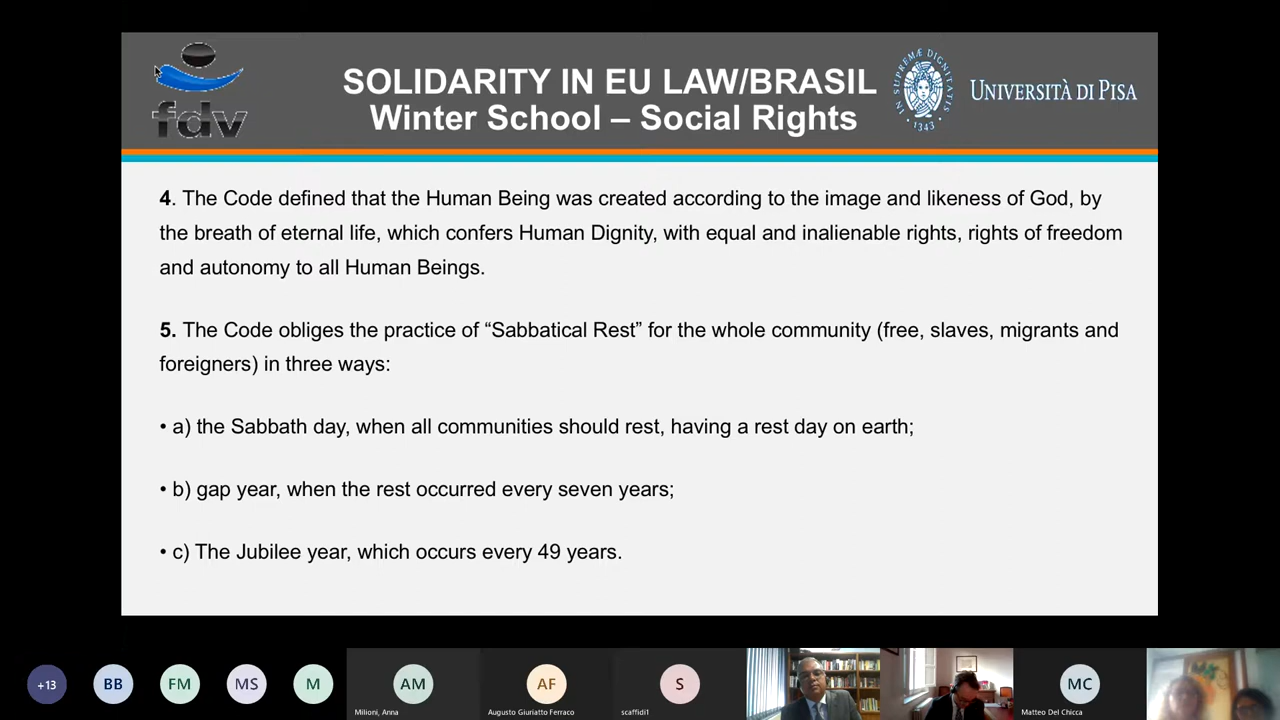 fdv
SOLIDARITY IN EU LAW/BRASIL
Winter School – Social Rights
IN SUPREMÆ DIGNITATIS
1343
UNIVERSITÀ DI PISA
4. The Code defined that the Human Being was created according to the image and likeness of God, by
the breath of eternal life, which confers Human Dignity, with equal and inalienable rights, rights of freedom
and autonomy to all Human Beings.
5. The Code obliges the practice of “Sabbatical Rest” for the whole community (free, slaves, migrants and
foreigners) in three ways:
• a) the Sabbath day, when all communities should rest, having a rest day on earth;
• b) gap year, when the rest occurred every seven years;
• c) The Jubilee year, which occurs every 49 years.
+13
BB
FM
MS
M
AM
AF
S
MC
Milioni, Anna
Augusto Giuriatto Ferraco
scaffidi1
Matteo Del Chicca